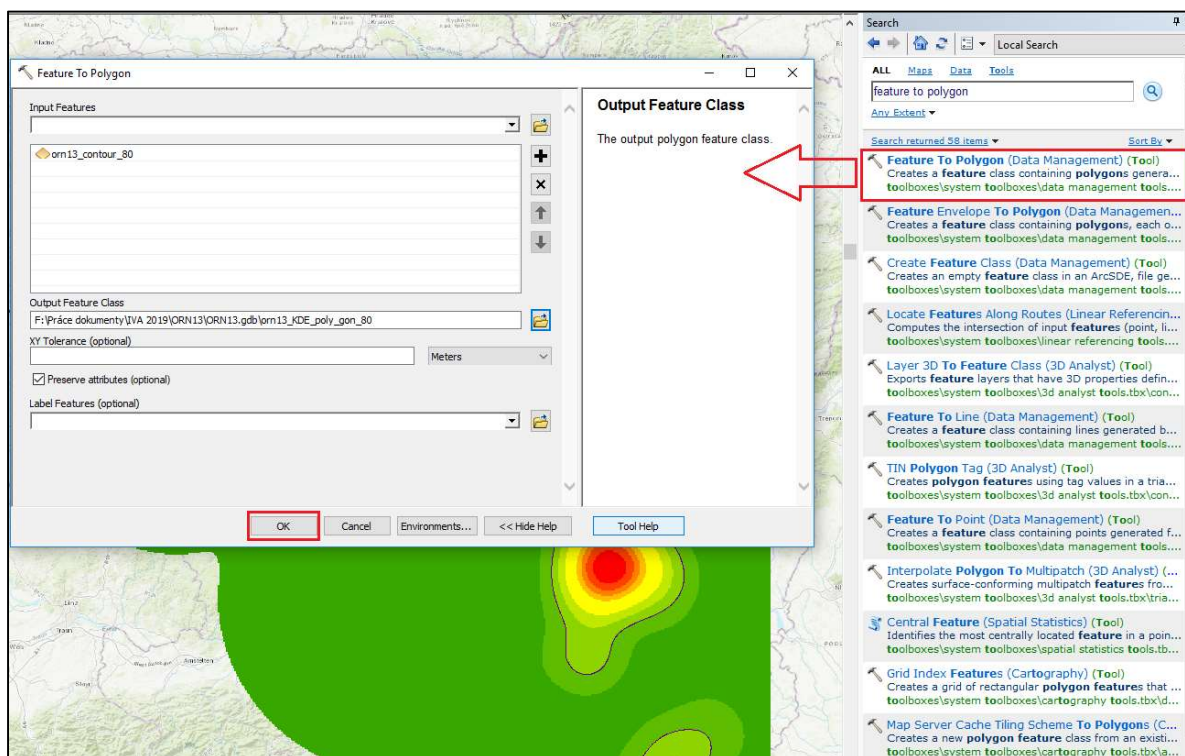 Feature To Polygon
Input Features
orn13_contour_80
Output Feature Class
F:\Práce dokumenty\IVA 2019\ORN13\ORN13.gdb\orn13_KDE_poly_gon_80
XY Tolerance (optional)
Meters
Preserve attributes (optional)
Label Features (optional)
OK
Cancel
Environments...
<< Hide Help
Tool Help
Output Feature Class
The output polygon feature class.
Linz
Amstetten
Search
Local Search
ALL Maps Data Tools
feature to polygon
Any Extent
Search returned 58 items
Sort By
Feature To Polygon (Data Management) (Tool)
Creates a feature class containing polygons genera...
toolboxes\system toolboxes\data management tools....
Feature Envelope To Polygon (Data Managemen...
Creates a feature class containing polygons, each o...
toolboxes\system toolboxes\data management tools....
Create Feature Class (Data Management) (Tool)
Creates an empty feature class in an ArcSDE, file ge...
toolboxes\system toolboxes\data management tools....
Locate Features Along Routes (Linear Referencin...
Computes the intersection of input features (point, li...
toolboxes\system toolboxes\linear referencing tools....
Layer 3D To Feature Class (3D Analyst) (Tool)
Exports feature layers that have 3D properties defin...
toolboxes\system toolboxes\3d analyst tools.tbx\con...
Feature To Line (Data Management) (Tool)
Creates a feature class containing lines generated b...
toolboxes\system toolboxes\data management tools....
TIN Polygon Tag (3D Analyst) (Tool)
Creates polygon features using tag values in a tria...
toolboxes\system toolboxes\3d analyst tools.tbx\con...
Feature To Point (Data Management) (Tool)
Creates a feature class containing points generated f...
toolboxes\system toolboxes\data management tools....
Interpolate Polygon To Multipatch (3D Analyst) (...
Creates surface-conforming multipatch features fro...
toolboxes\system toolboxes\3d analyst tools.tbx\tria...
Central Feature (Spatial Statistics) (Tool)
Identifies the most centrally located feature in a poin...
toolboxes\system toolboxes\spatial statistics tools.tb...
Grid Index Features (Cartography) (Tool)
Creates a grid of rectangular polygon features that ...
toolboxes\system toolboxes\cartography tools.tbx\d...
Map Server Cache Tiling Scheme To Polygons (C...
Creates a new polygon feature class from an existi...
toolboxes\system toolboxes\cartography tools.tbx\a...